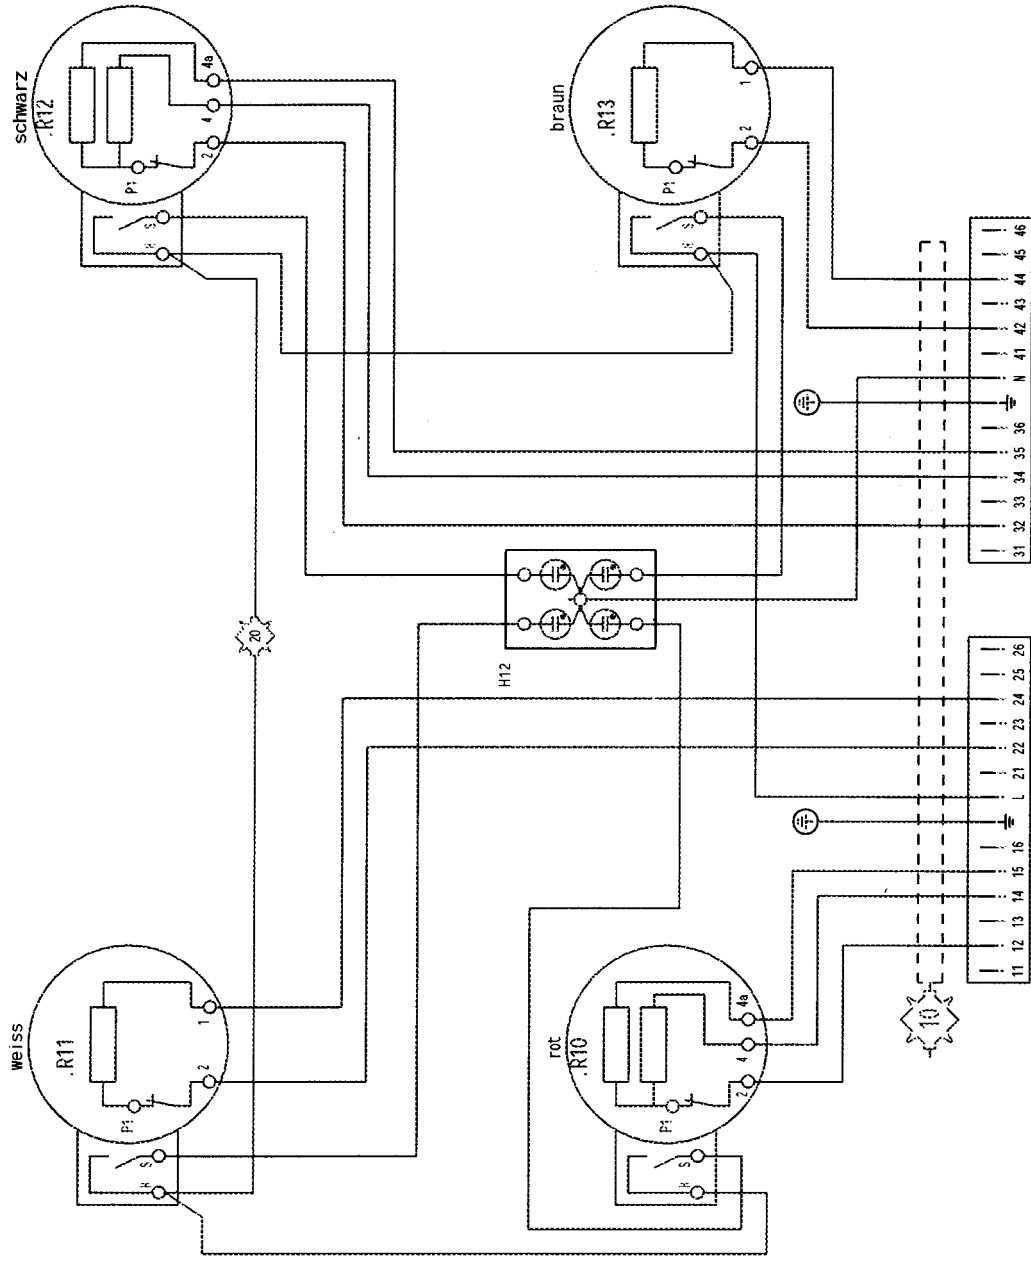 schwarz
.R12
4a
4
2
P1
S
H
braun
.R13
1
2
P1
S
H
20
H12
weiss
.R11
1
2
P1
S
H
rot
.R10
4a
4
2
P1
S
H
10
11 12 13 14 15 16 L 21 22 23 24 25 26
31 32 33 34 35 36 N 41 42 43 44 45 46